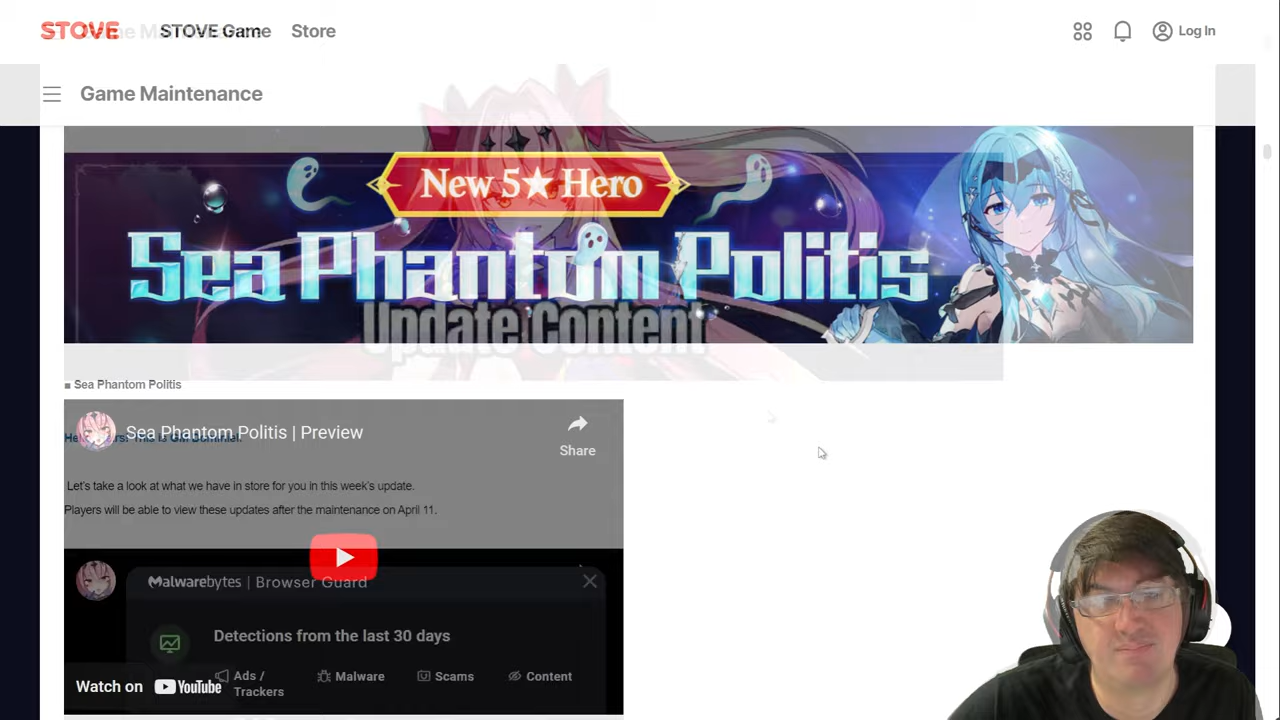 STOVE
STOVE Game
Store
Log In
Game Maintenance
New 5★ Hero
Sea Phantom Politis
Update Content
■ Sea Phantom Politis
Sea Phantom Politis | Preview
Share
Let's take a look at what we have in store for you in this week's update.
Players will be able to view these updates after the maintenance on April 11.
Malwarebytes | Browser Guard
Detections from the last 30 days
Ads / Trackers
Malware
Scams
Content
Watch on YouTube